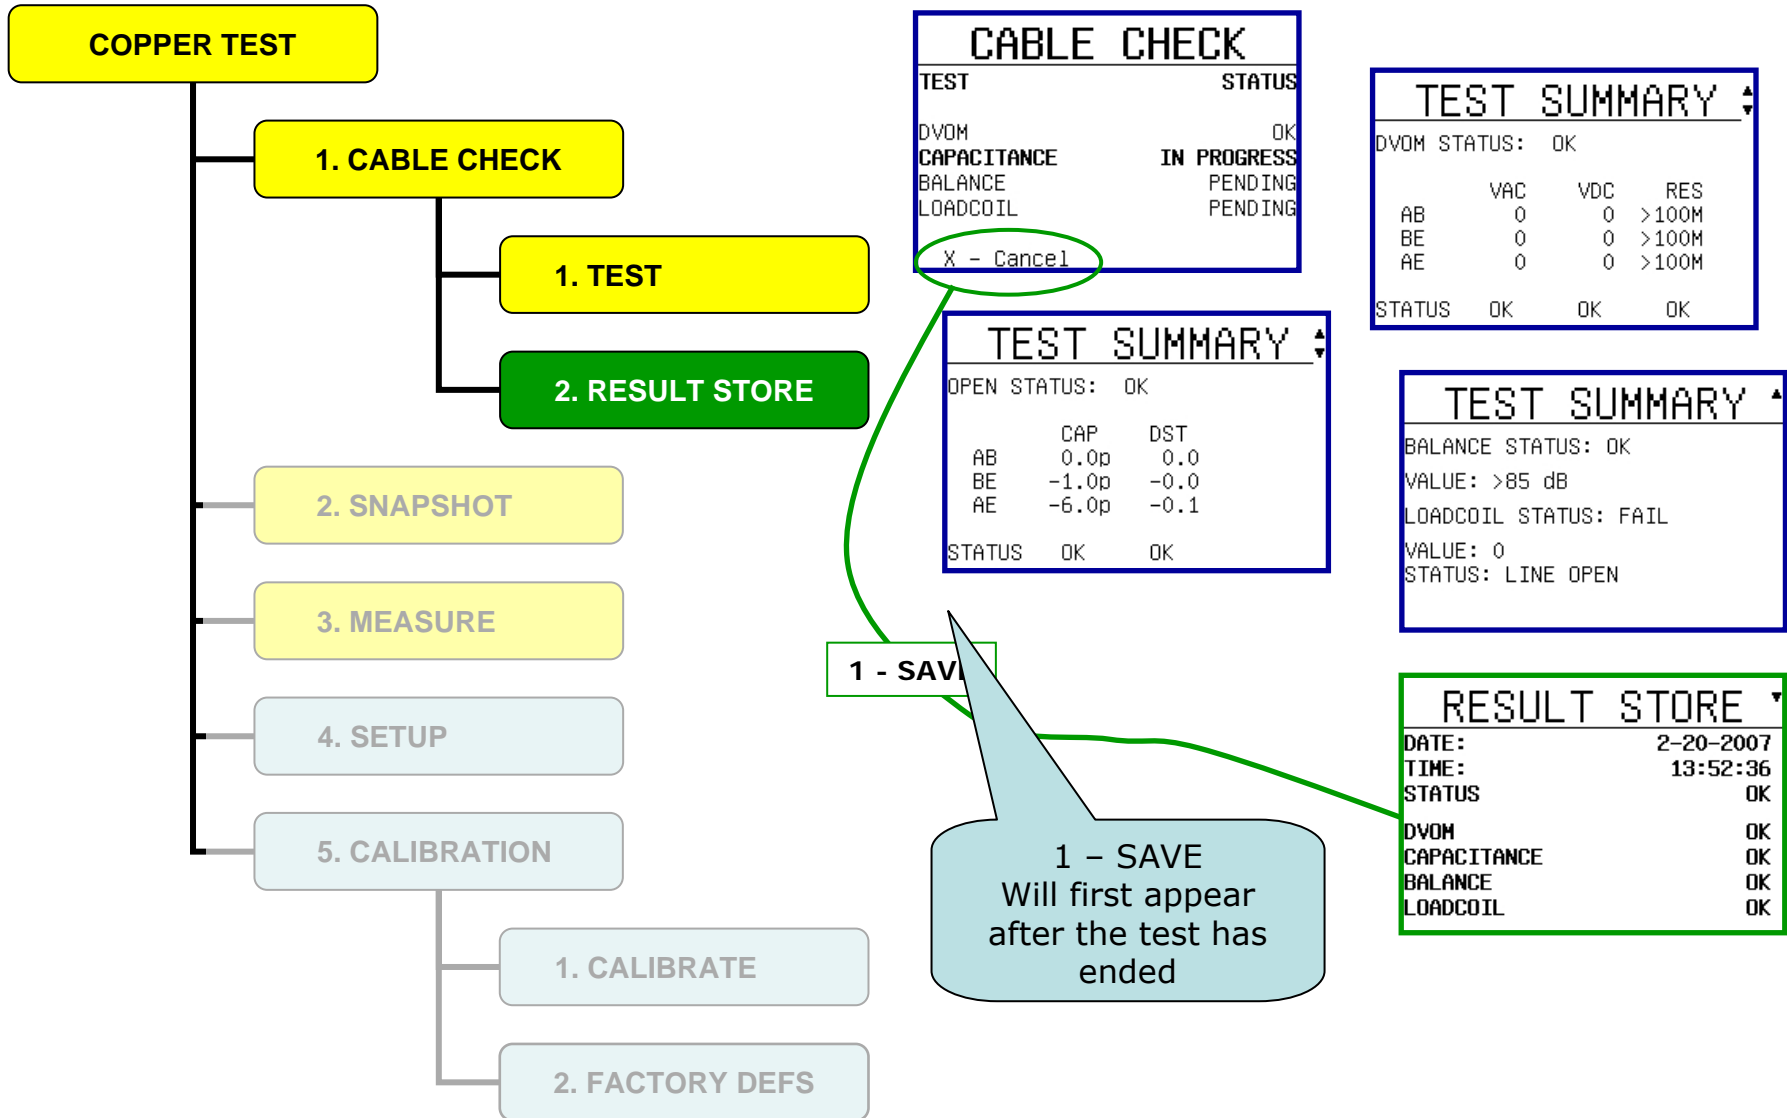 COPPER TEST
1. CABLE CHECK
1. TEST
2. RESULT STORE
2. SNAPSHOT
3. MEASURE
4. SETUP
5. CALIBRATION
1. CALIBRATE
2. FACTORY DEFS
CABLE CHECK
TEST STATUS
DVOM OK
CAPACITANCE IN PROGRESS
BALANCE PENDING
LOADCOIL PENDING
X - Cancel
TEST SUMMARY
DVOM STATUS: OK
VAC VDC RES
AB 0 0 >100M
BE 0 0 >100M
AE 0 0 >100M
STATUS OK OK OK
TEST SUMMARY
OPEN STATUS: OK
CAP DST
AB 0.0p 0.0
BE -1.0p -0.0
AE -6.0p -0.1
STATUS OK OK
TEST SUMMARY
BALANCE STATUS: OK
VALUE: >85 dB
LOADCOIL STATUS: FAIL
VALUE: 0
STATUS: LINE OPEN
1 - SAVE
RESULT STORE
DATE: 2-20-2007
TIME: 13:52:36
STATUS OK
DVOM OK
CAPACITANCE OK
BALANCE OK
LOADCOIL OK
1 – SAVE
Will first appear
after the test has
ended